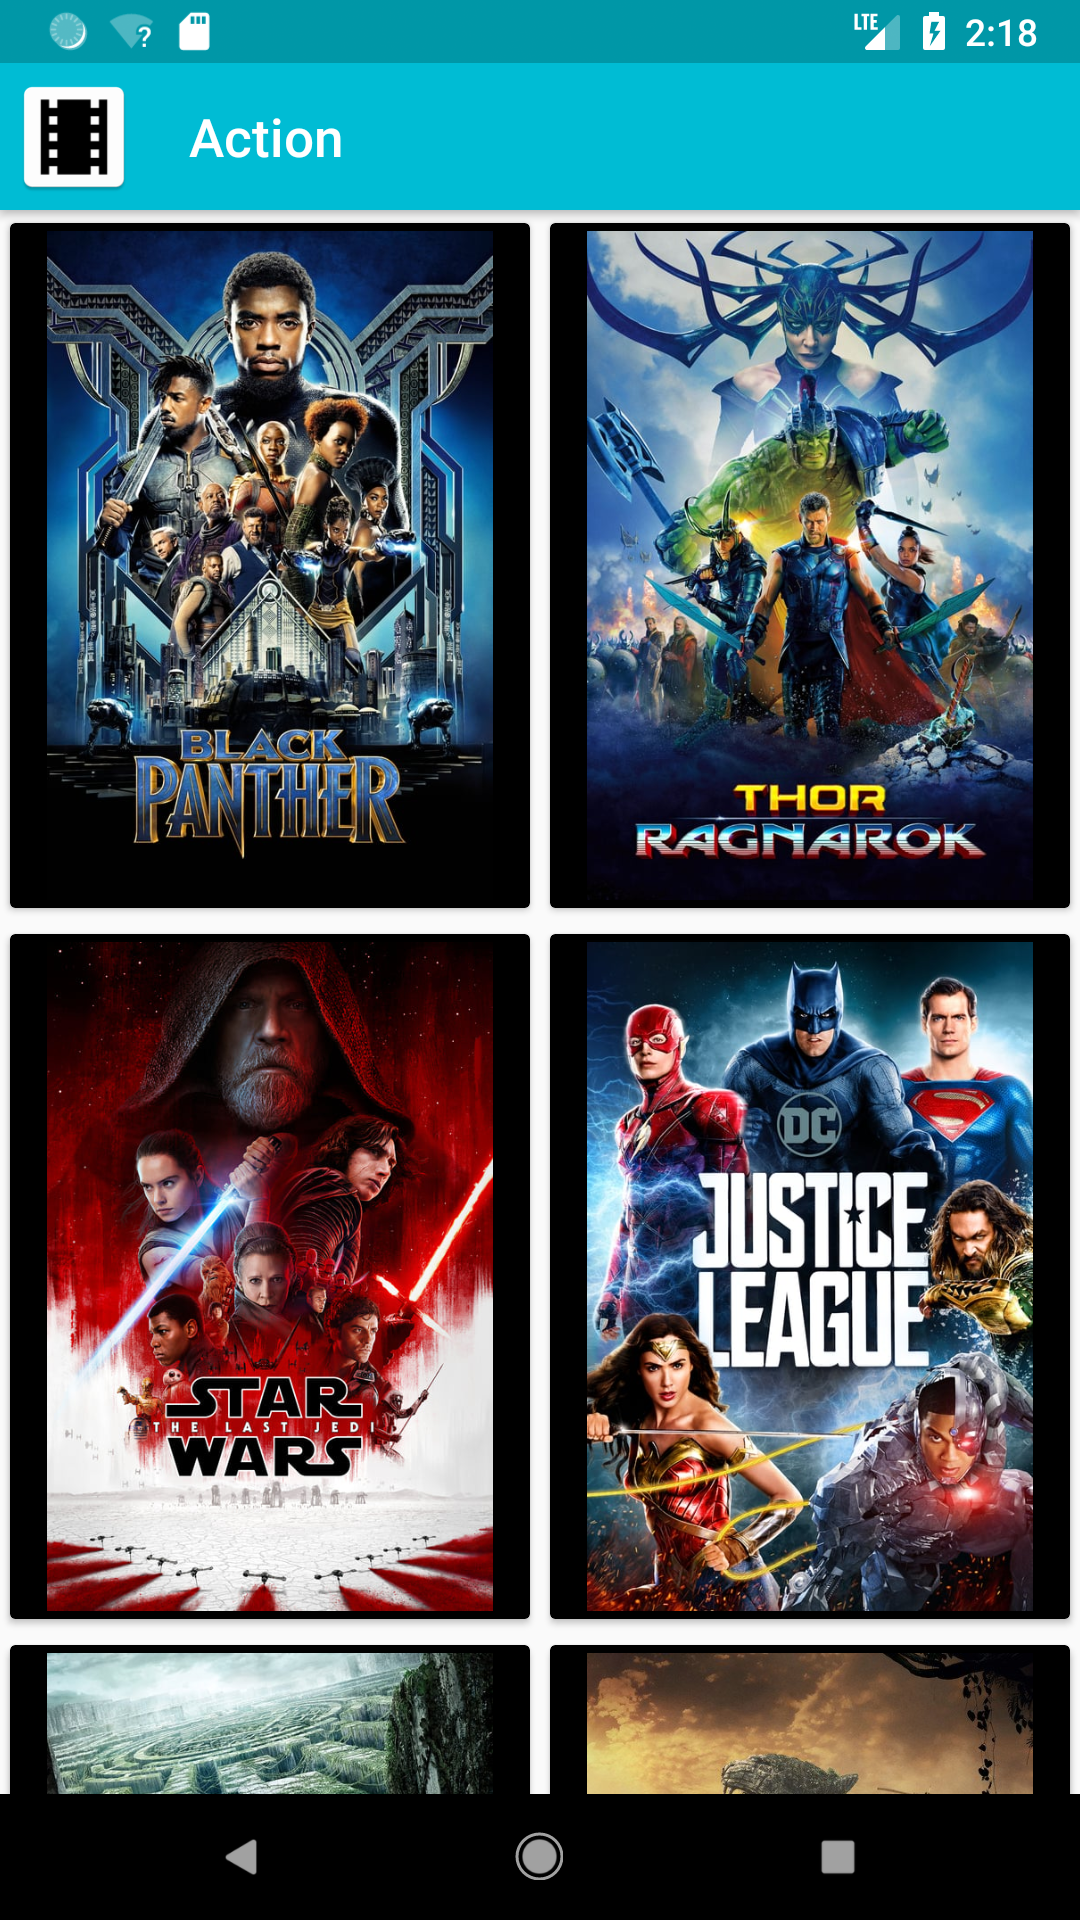 LTE 2:18
Action
BLACK
PANTHER
THOR
RAGNAROK
STAR
THE LAST JEDI
WARS
DC
JUSTICE
LEAGUE